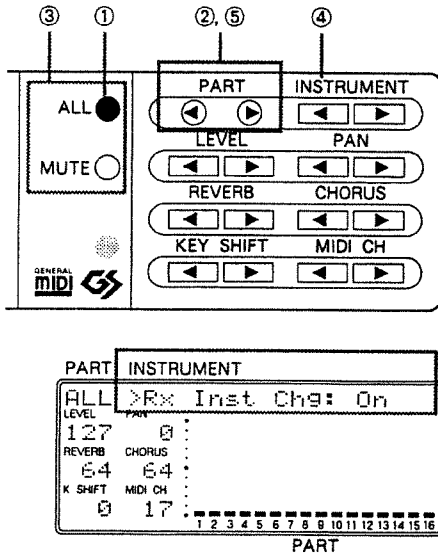 ③ ① ②, ⑤ ④
ALL
PART INSTRUMENT
MUTE
LEVEL PAN
REVERB CHORUS
KEY SHIFT MIDI CH
GENERAL
MIDI GS
PART INSTRUMENT
ALL >Rx Inst Chg: On
LEVEL PAN
127 0
REVERB CHORUS
64 64
K SHIFT MIDI CH
0 17
1 2 3 4 5 6 7 8 9 10 11 12 13 14 15 16
PART